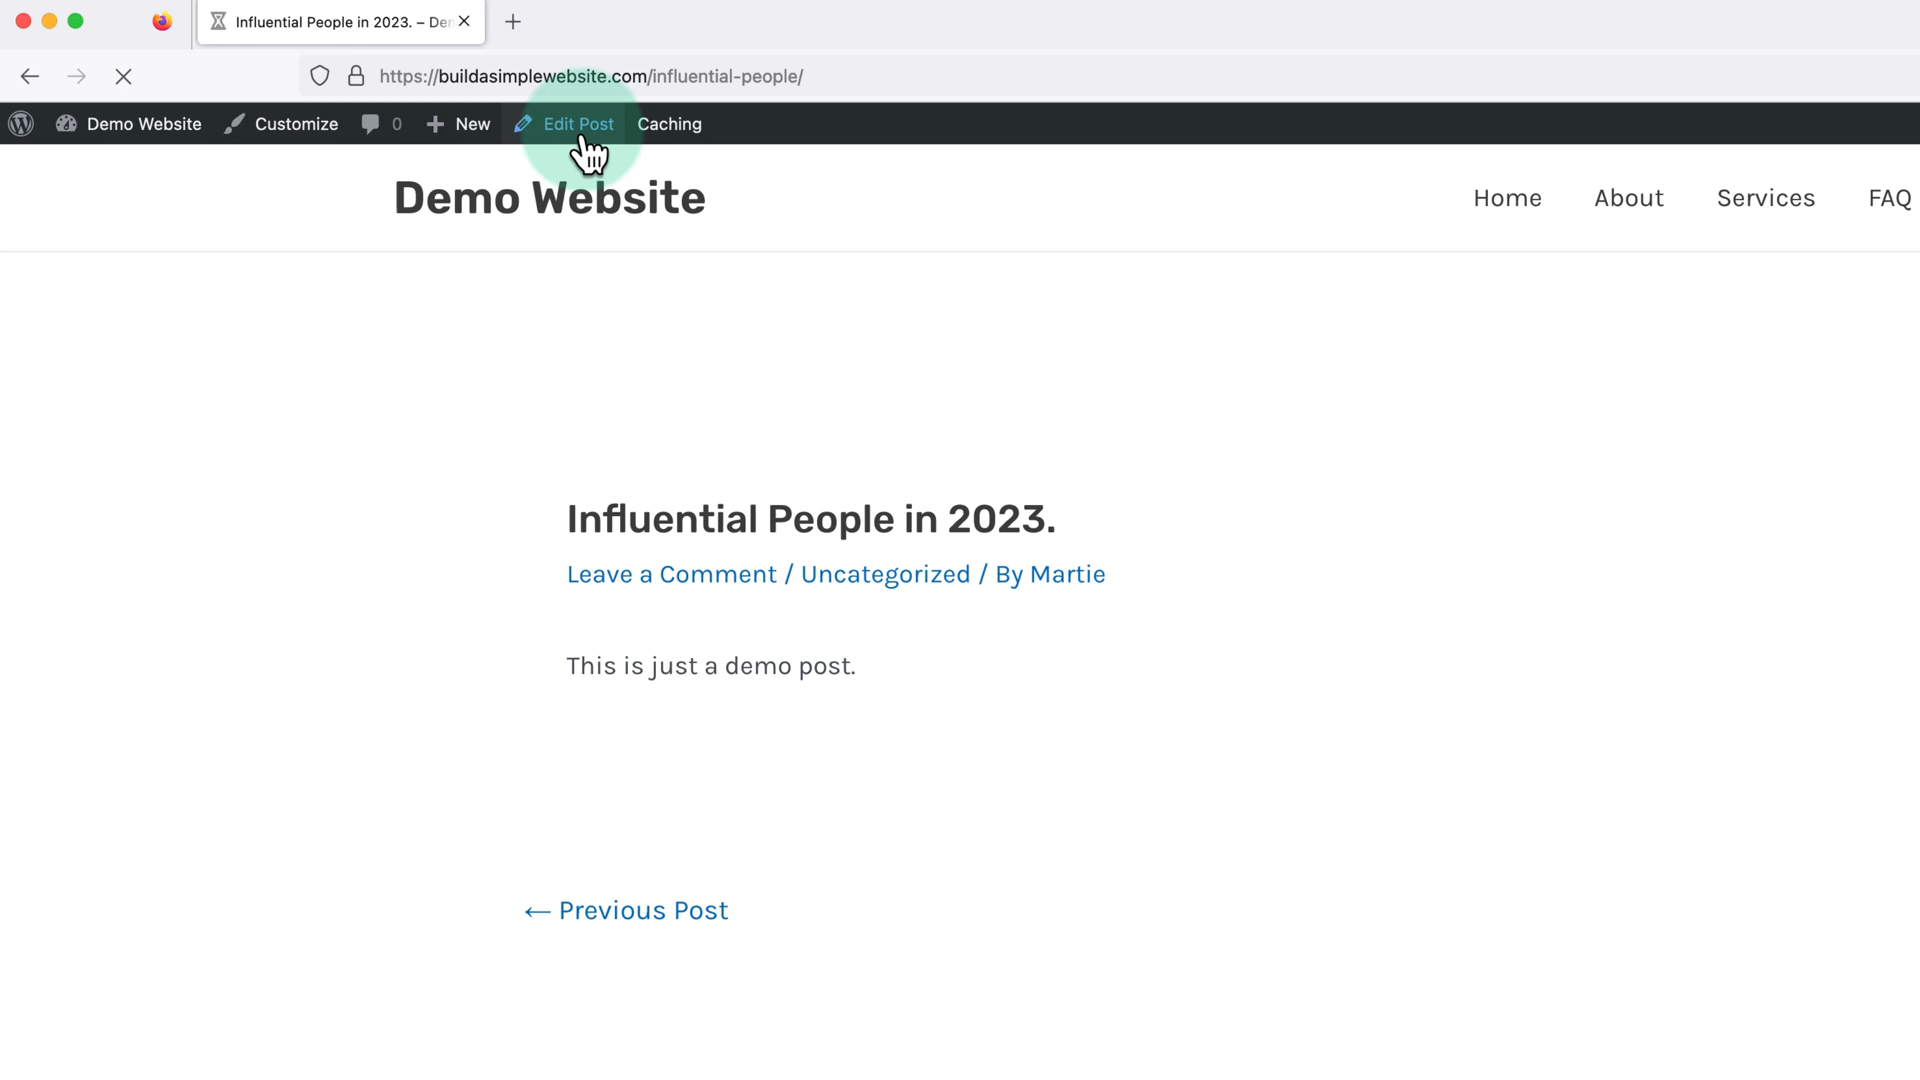 Influential People in 2023. – De
https://buildasimplewebsite.com/influential-people/
Demo Website Customize 0 New Edit Post Caching
Demo Website
Home About Services FAQ
Influential People in 2023.
Leave a Comment / Uncategorized / By Martie
This is just a demo post.
← Previous Post